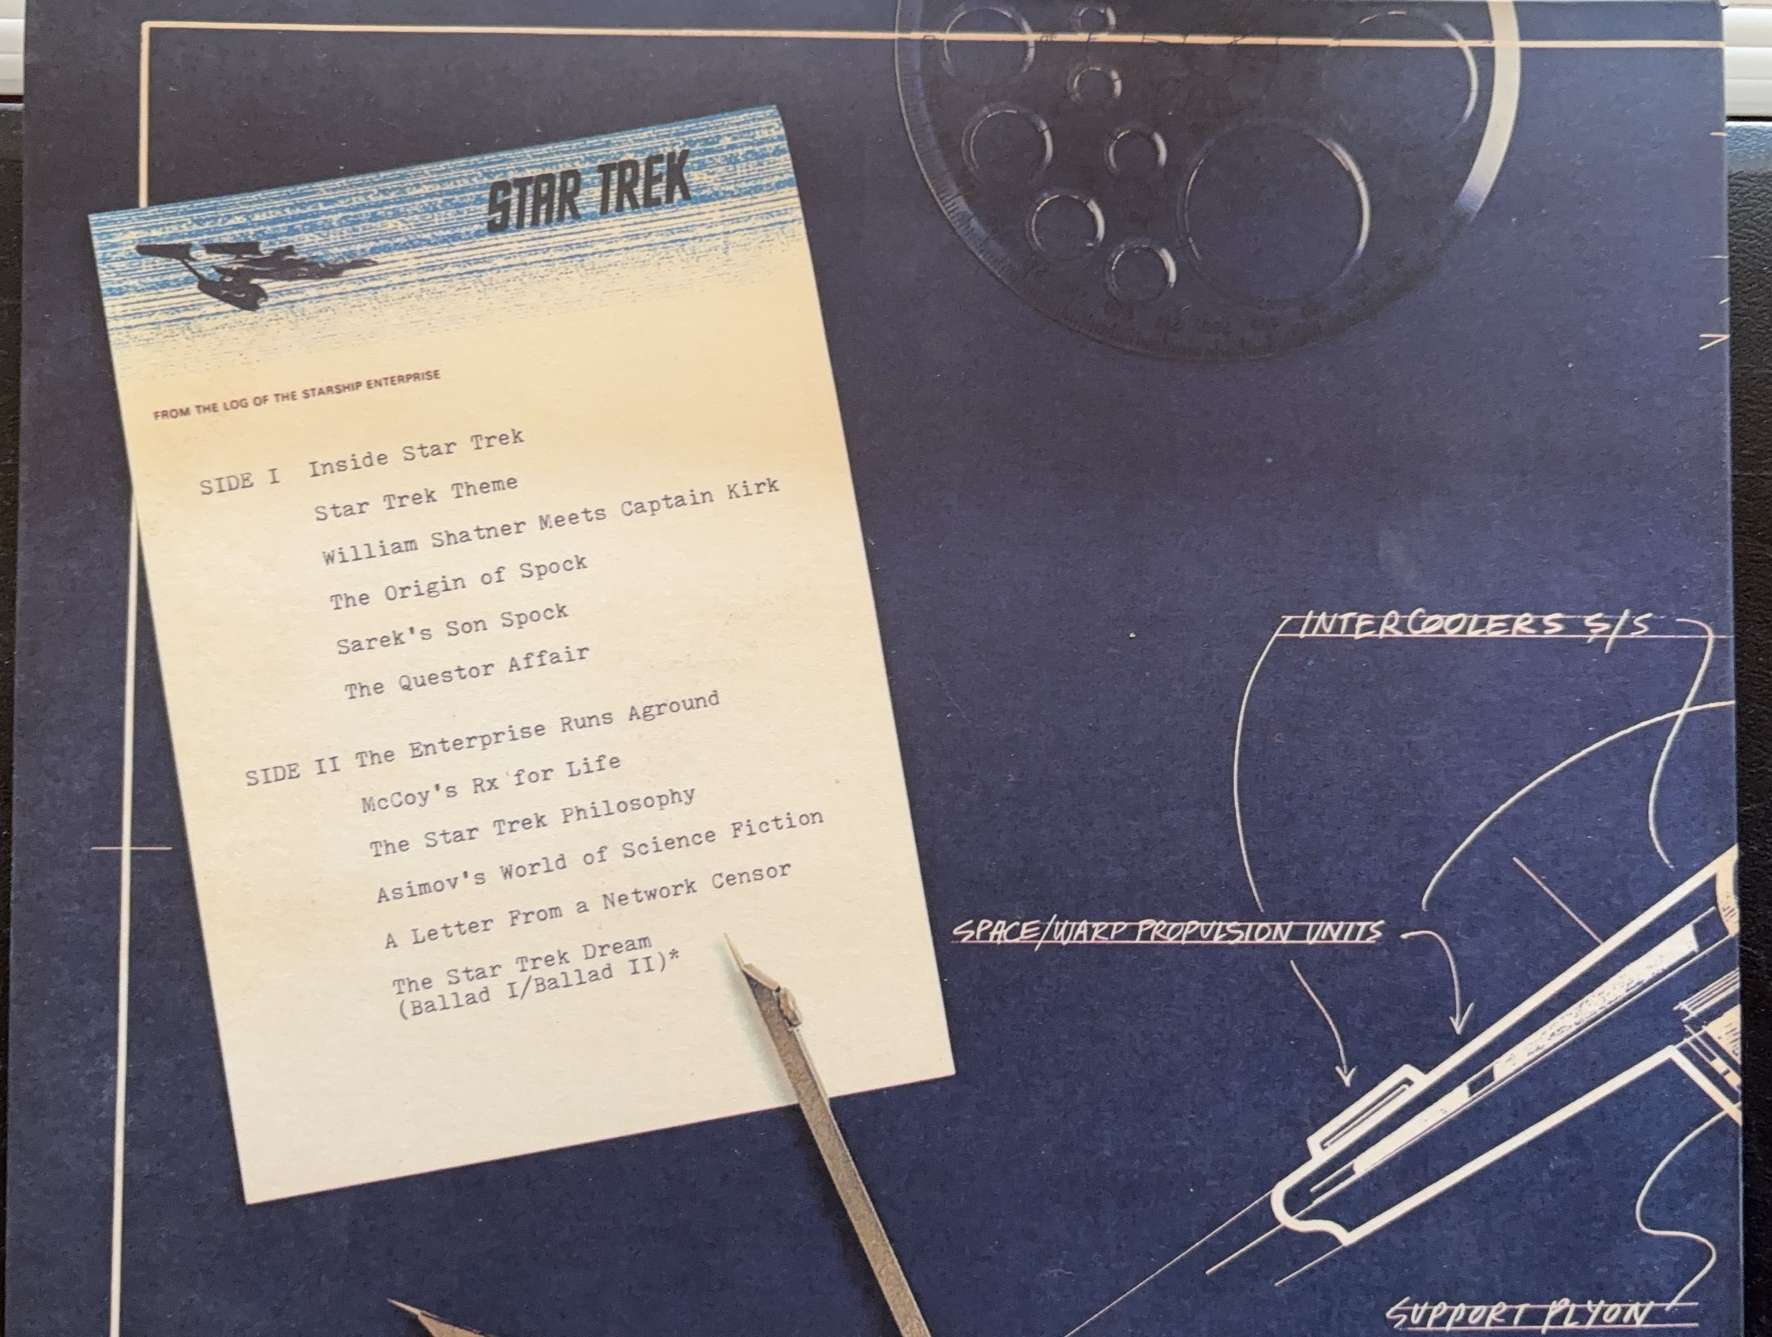 STAR TREK
FROM THE LOG OF THE STARSHIP ENTERPRISE
SIDE I Inside Star Trek
Star Trek Theme
William Shatner Meets Captain Kirk
The Origin of Spock
Sarek's Son Spock
The Questor Affair
SIDE II The Enterprise Runs Aground
McCoy's Rx for Life
The Star Trek Philosophy
Asimov's World of Science Fiction
A Letter From a Network Censor
The Star Trek Dream
(Ballad I/Ballad II)*
INTERCOOLERS S/S
SPACE/WARP PROPULSION UNITS
SUPPORT PLYON